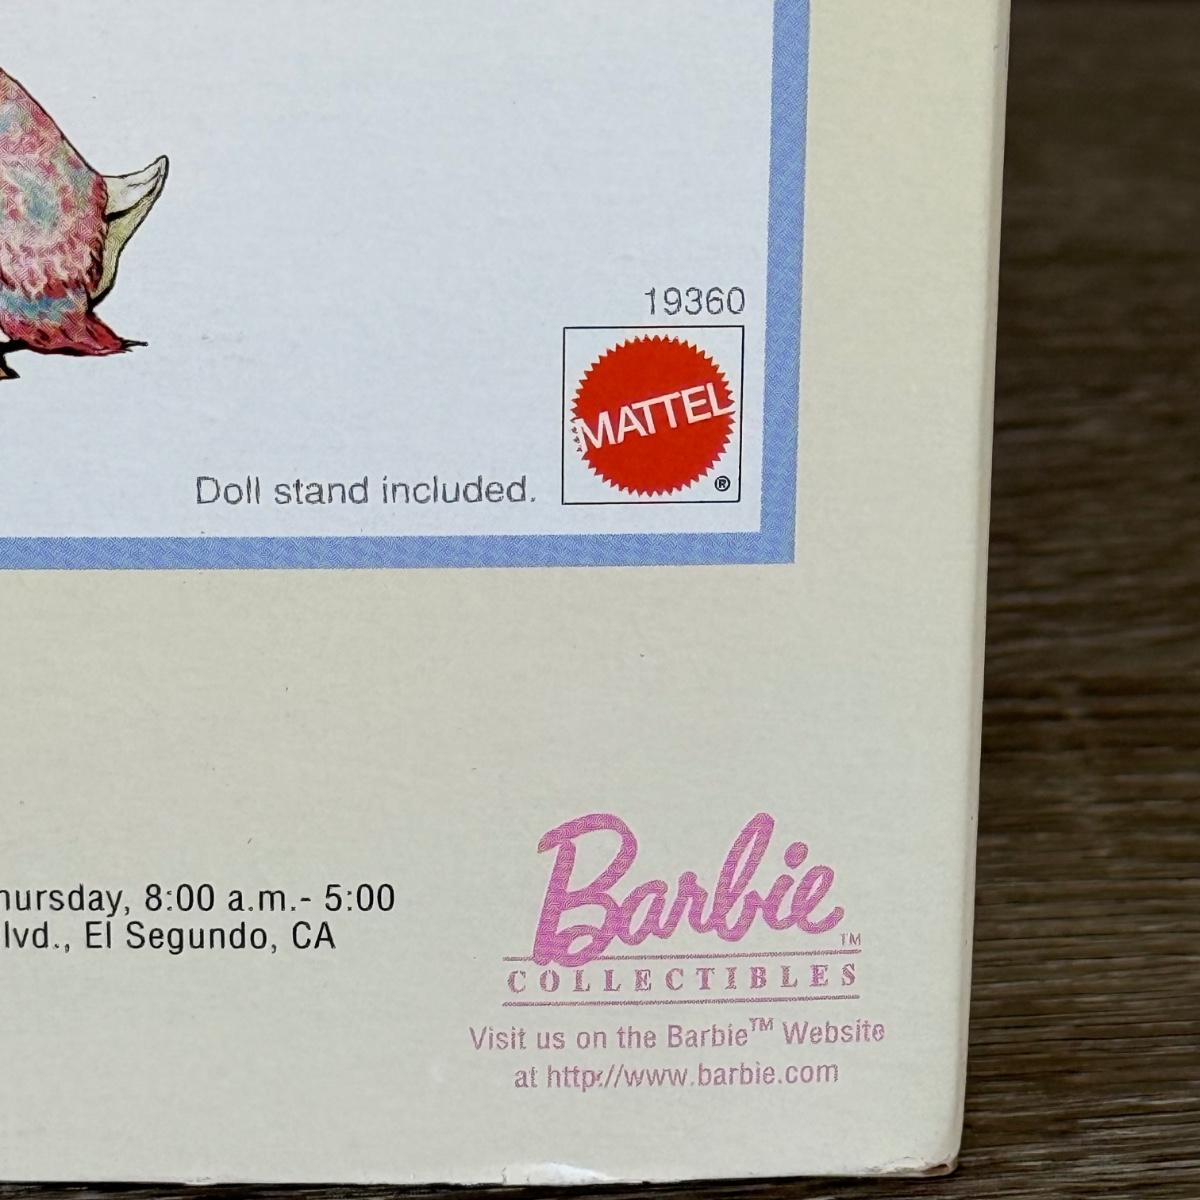 19360
MATTEL
®
Doll stand included.
hursday, 8:00 a.m.- 5:00
lvd., El Segundo, CA
Barbie™
COLLECTIBLES
Visit us on the Barbie™ Website
at http://www.barbie.com